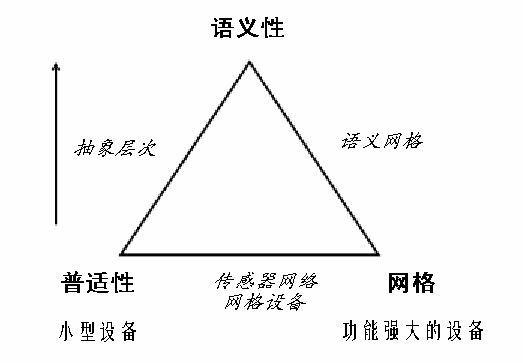 语义性
抽象层次
语义网格
普适性
传感器网络
网格设备
网格
小型设备
功能强大的设备